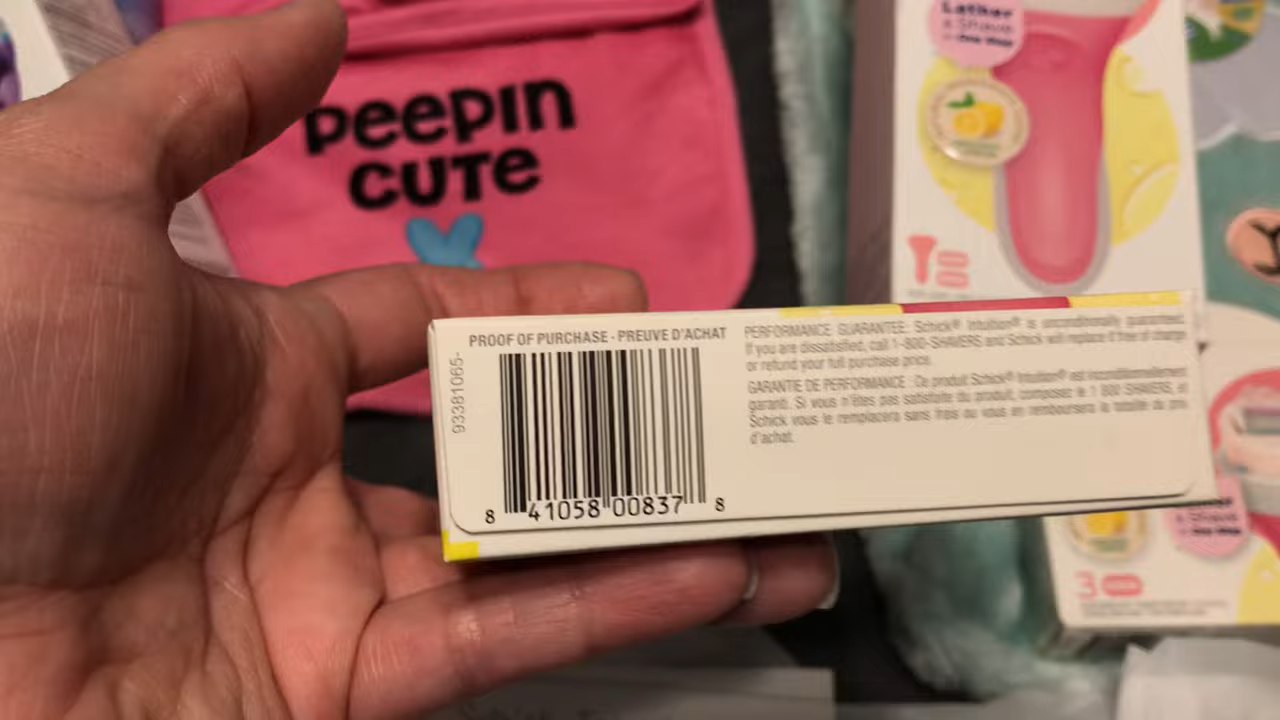 PEEPIN
CUTE
Lather
& Shave
in One Step
PROOF OF PURCHASE · PREUVE D'ACHAT
93381065-
8 41058 00837 8
PERFORMANCE GUARANTEE: Schick® Intuition® is unconditionally guaranteed.
If you are dissatisfied, call 1-800-SHAVERS and Schick will replace it free of charge
or refund your full purchase price.
GARANTIE DE PERFORMANCE : Ce produit Schick® Intuition® est inconditionnellement
garanti. Si vous n'êtes pas satisfaite du produit, composez le 1 800 SHAVERS, et
Schick vous le remplacera sans frais ou vous en remboursera la totalité du prix
d'achat.
& Shave
3